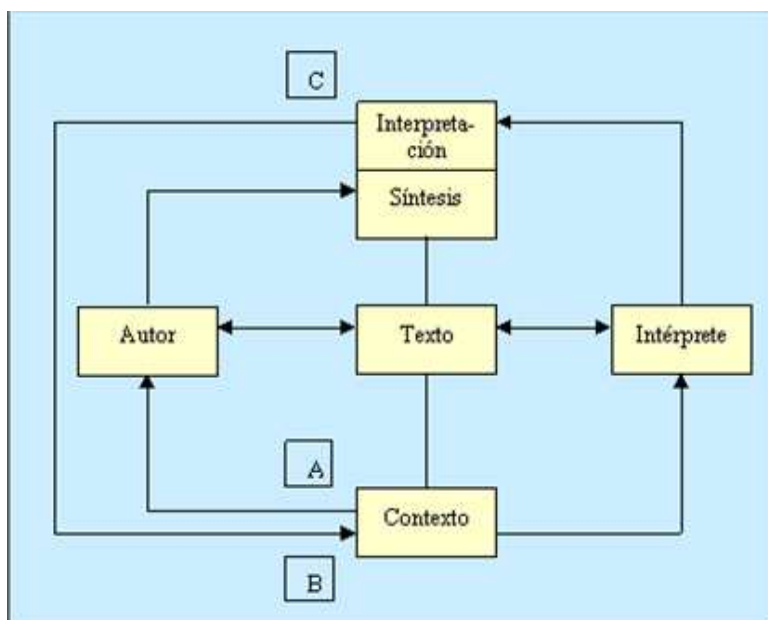 C
Interpreta-
ción
Síntesis
Autor
Texto
Intérprete
A
Contexto
B